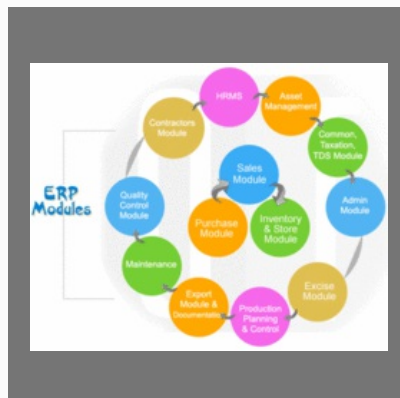 HRMS
Asset
Management
Contractors
Module
Common,
Taxation,
TDS Module
Sales
Module
ERP
Modules
Quality
Control
Module
Admin
Module
Purchase
Module
Inventory
& Store
Module
Maintenance
Excise
Module
Export
Module &
Documentatio
Production
Planning
& Control